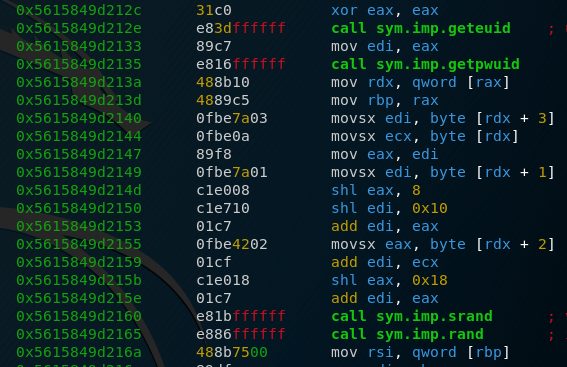 0x5615849d212c 31c0 xor eax, eax
0x5615849d212e e83dffffff call sym.imp.geteuid ;
0x5615849d2133 89c7 mov edi, eax
0x5615849d2135 e816ffffff call sym.imp.getpwuid
0x5615849d213a 488b10 mov rdx, qword [rax]
0x5615849d213d 4889c5 mov rbp, rax
0x5615849d2140 0fbe7a03 movsx edi, byte [rdx + 3]
0x5615849d2144 0fbe0a movsx ecx, byte [rdx]
0x5615849d2147 89f8 mov eax, edi
0x5615849d2149 0fbe7a01 movsx edi, byte [rdx + 1]
0x5615849d214d c1e008 shl eax, 8
0x5615849d2150 c1e710 shl edi, 0x10
0x5615849d2153 01c7 add edi, eax
0x5615849d2155 0fbe4202 movsx eax, byte [rdx + 2]
0x5615849d2159 01cf add edi, ecx
0x5615849d215b c1e018 shl eax, 0x18
0x5615849d215e 01c7 add edi, eax
0x5615849d2160 e81bffffff call sym.imp.srand ;
0x5615849d2165 e886ffffff call sym.imp.rand ;
0x5615849d216a 488b7500 mov rsi, qword [rbp]